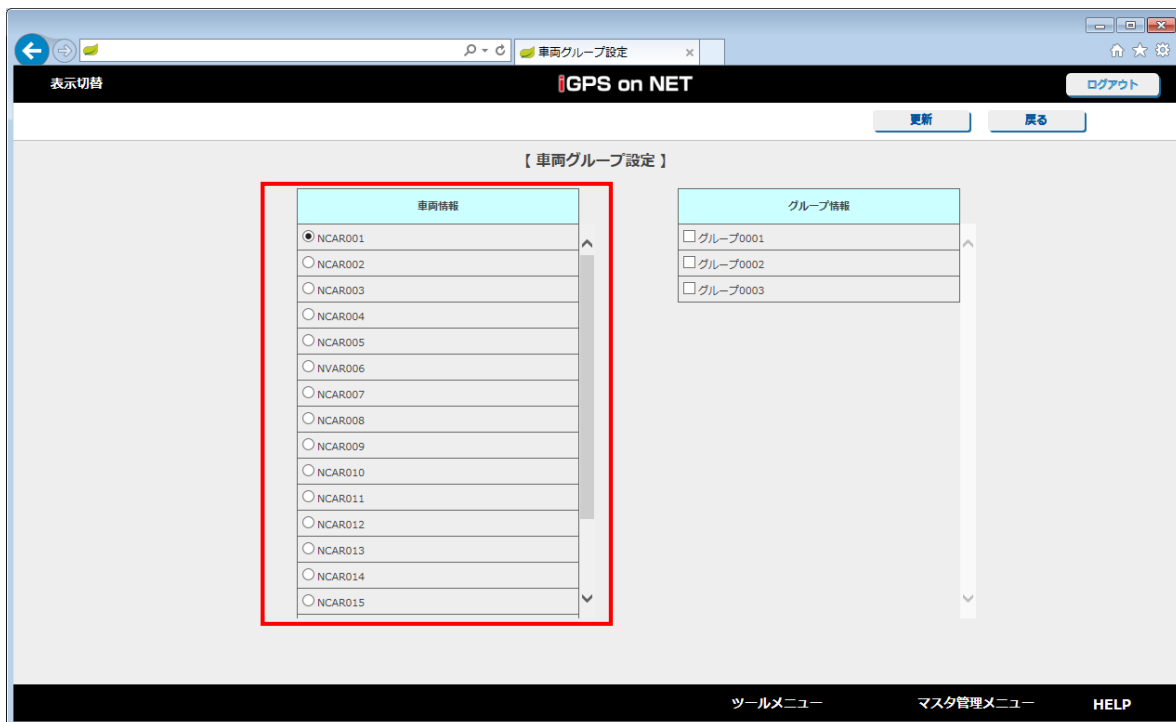 車両グループ設定
表示切替
iGPS on NET
ログアウト
更新
戻る
【 車両グループ設定 】
車両情報
NCAR001
NCAR002
NCAR003
NCAR004
NCAR005
NVAR006
NCAR007
NCAR008
NCAR009
NCAR010
NCAR011
NCAR012
NCAR013
NCAR014
NCAR015
グループ情報
グループ0001
グループ0002
グループ0003
ツールメニュー
マスタ管理メニュー
HELP